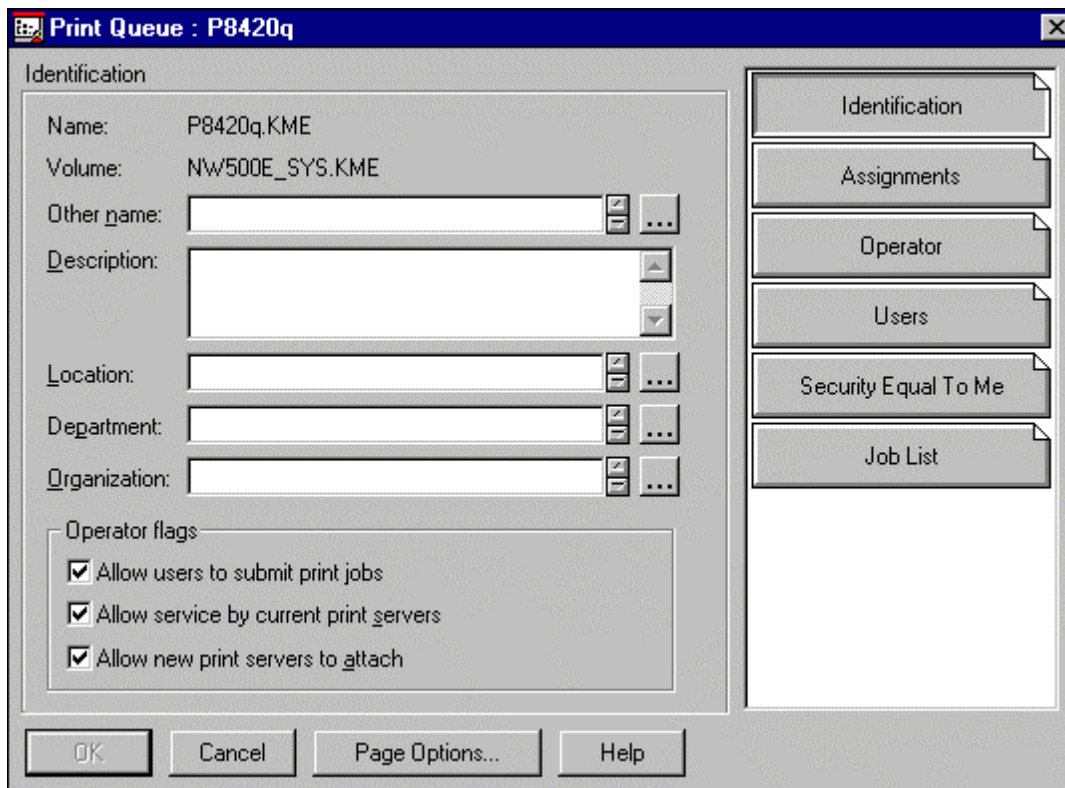 Print Queue : P8420q
Identification
Name: P8420q.KME
Volume: NW500E_SYS.KME
Other name: ...
Description:
Location: ...
Department: ...
Organization: ...
Operator flags
Allow users to submit print jobs
Allow service by current print servers
Allow new print servers to attach
OK Cancel Page Options... Help
Identification
Assignments
Operator
Users
Security Equal To Me
Job List